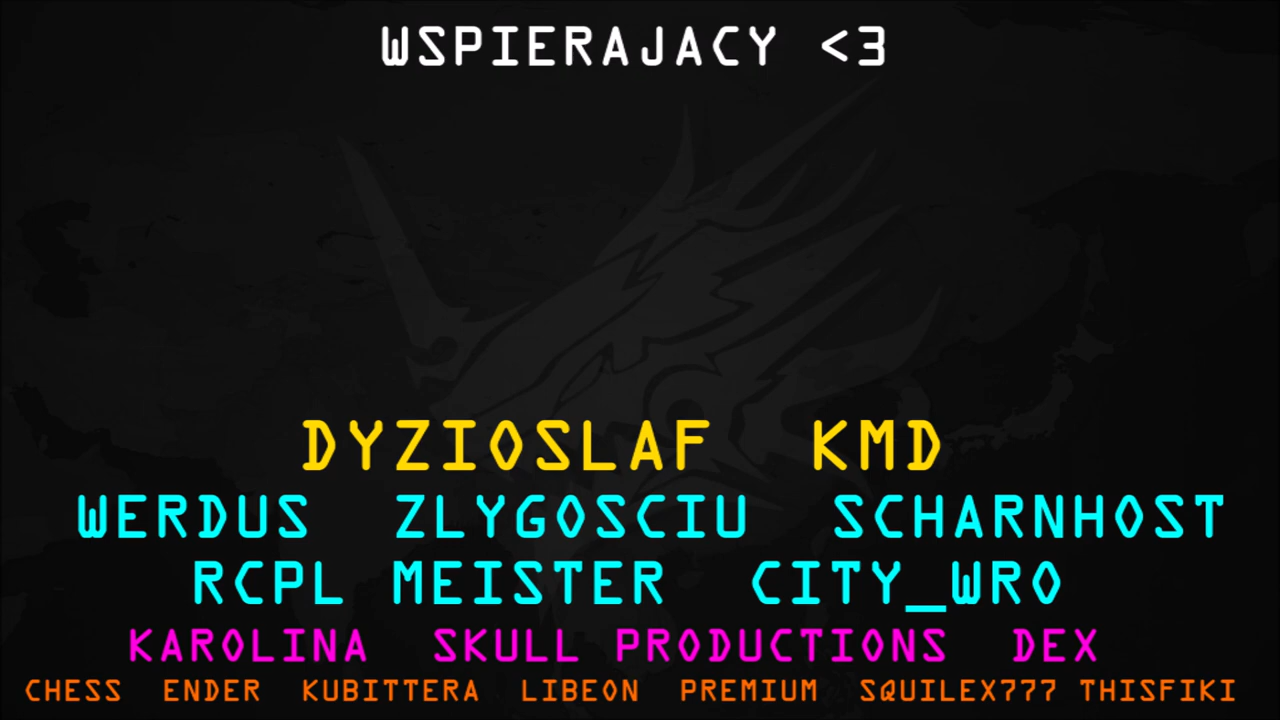 WSPIERAJACY <3
DYZIOSLAF KMD
WERDUS ZLYGOSCIU SCHARNHOST
RCPL MEISTER CITY_WRO
KAROLINA SKULL PRODUCTIONS DEX
CHESS ENDER KUBITTERA LIBEON PREMIUM SQUILEX777 THISFIKI